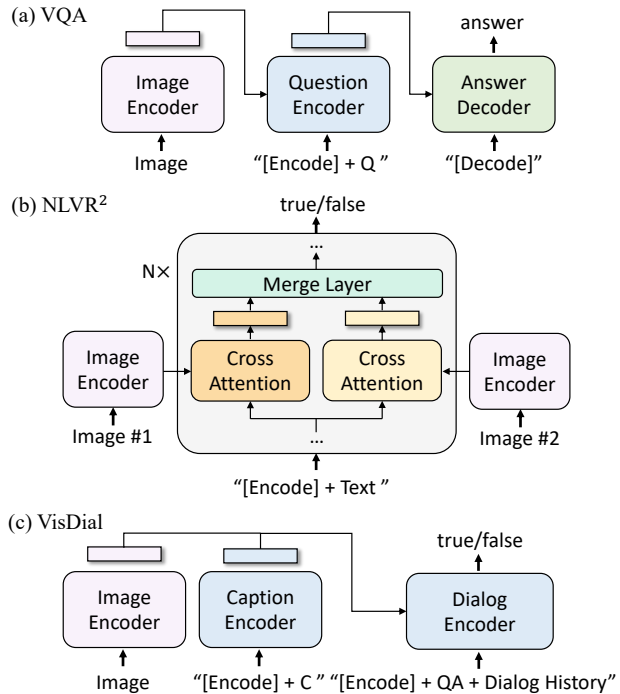 (a) VQA
answer
Image Encoder
Question Encoder
Answer Decoder
Image
“[Encode] + Q ”
“[Decode]”
(b) NLVR²
true/false
...
N×
Merge Layer
Image Encoder
Cross Attention
Cross Attention
Image Encoder
Image #1
...
Image #2
“[Encode] + Text ”
(c) VisDial
true/false
Image Encoder
Caption Encoder
Dialog Encoder
Image
“[Encode] + C ”
“[Encode] + QA + Dialog History”